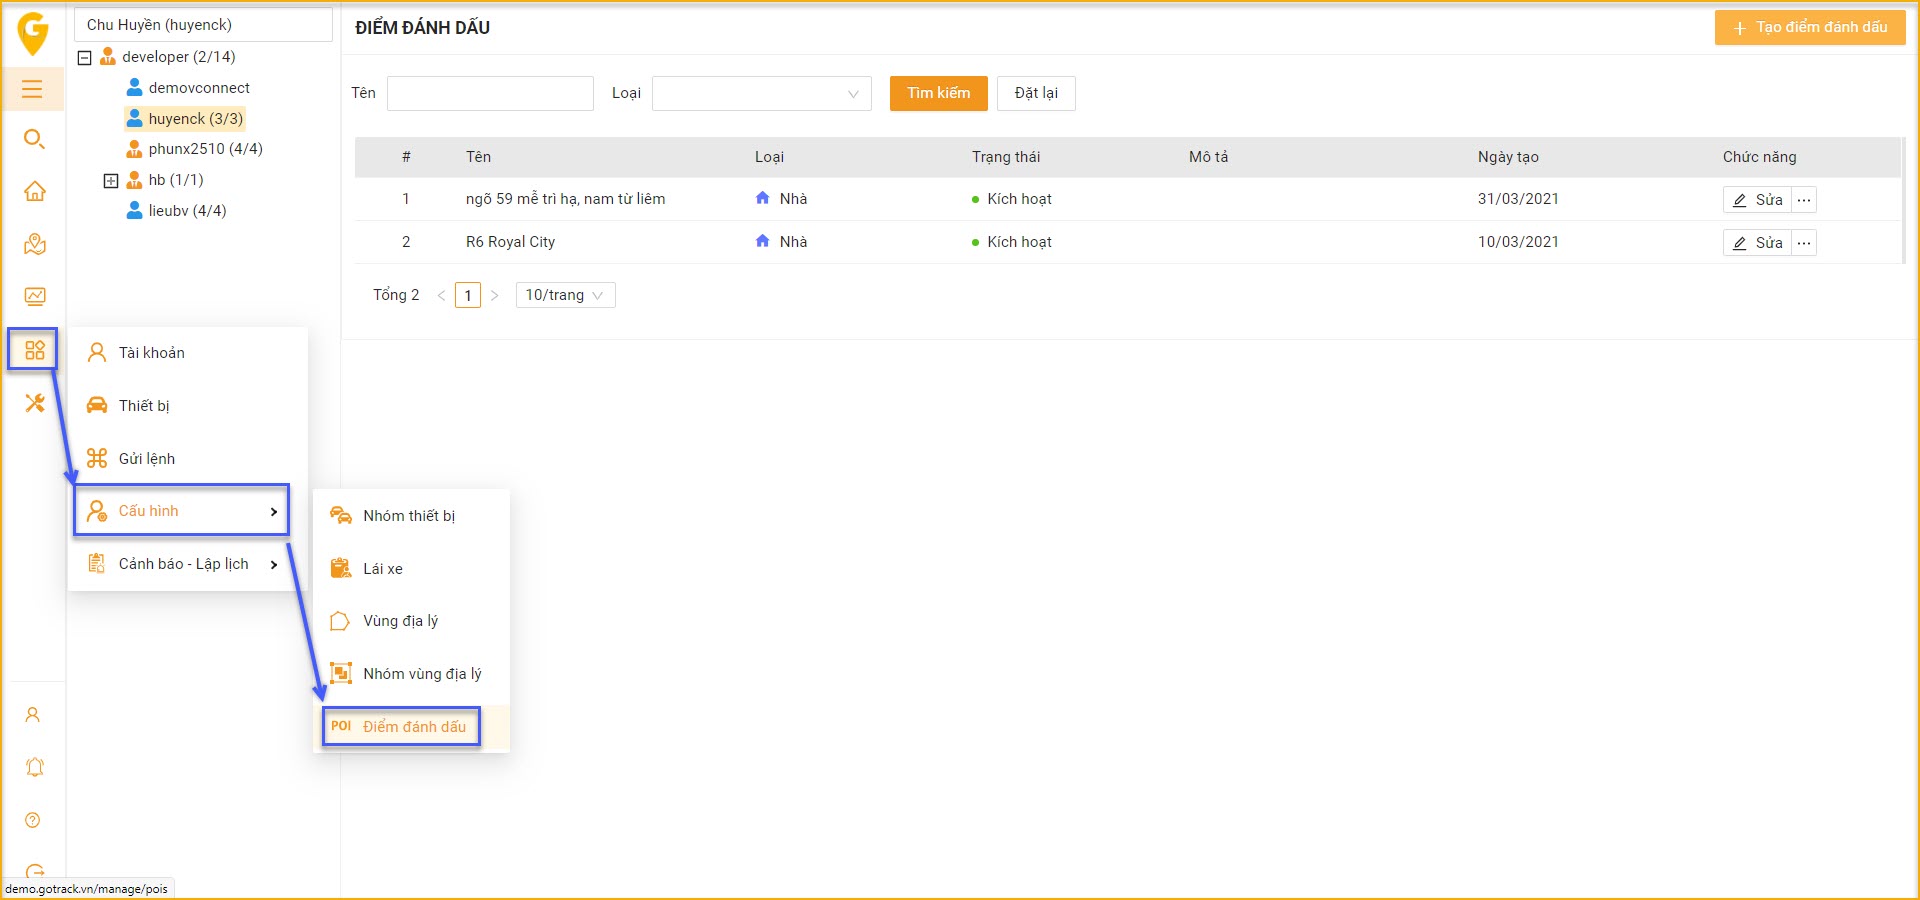 G
Chu Huyền (huyenck)
developer (2/14)
demovconnect
huyenck (3/3)
phunx2510 (4/4)
hb (1/1)
lieubv (4/4)
ĐIỂM ĐÁNH DẤU
+ Tạo điểm đánh dấu
Tên
Loại
Tìm kiếm
Đặt lại
# Tên Loại Trạng thái Mô tả Ngày tạo Chức năng
1 ngõ 59 mễ trì hạ, nam từ liêm Nhà Kích hoạt 31/03/2021 Sửa ...
2 R6 Royal City Nhà Kích hoạt 10/03/2021 Sửa ...
Tổng 2 < 1 > 10/trang
Tài khoản
Thiết bị
Gửi lệnh
Cấu hình
Cảnh báo - Lập lịch
Nhóm thiết bị
Lái xe
Vùng địa lý
Nhóm vùng địa lý
POI Điểm đánh dấu
demo.gotrack.vn/manage/pois